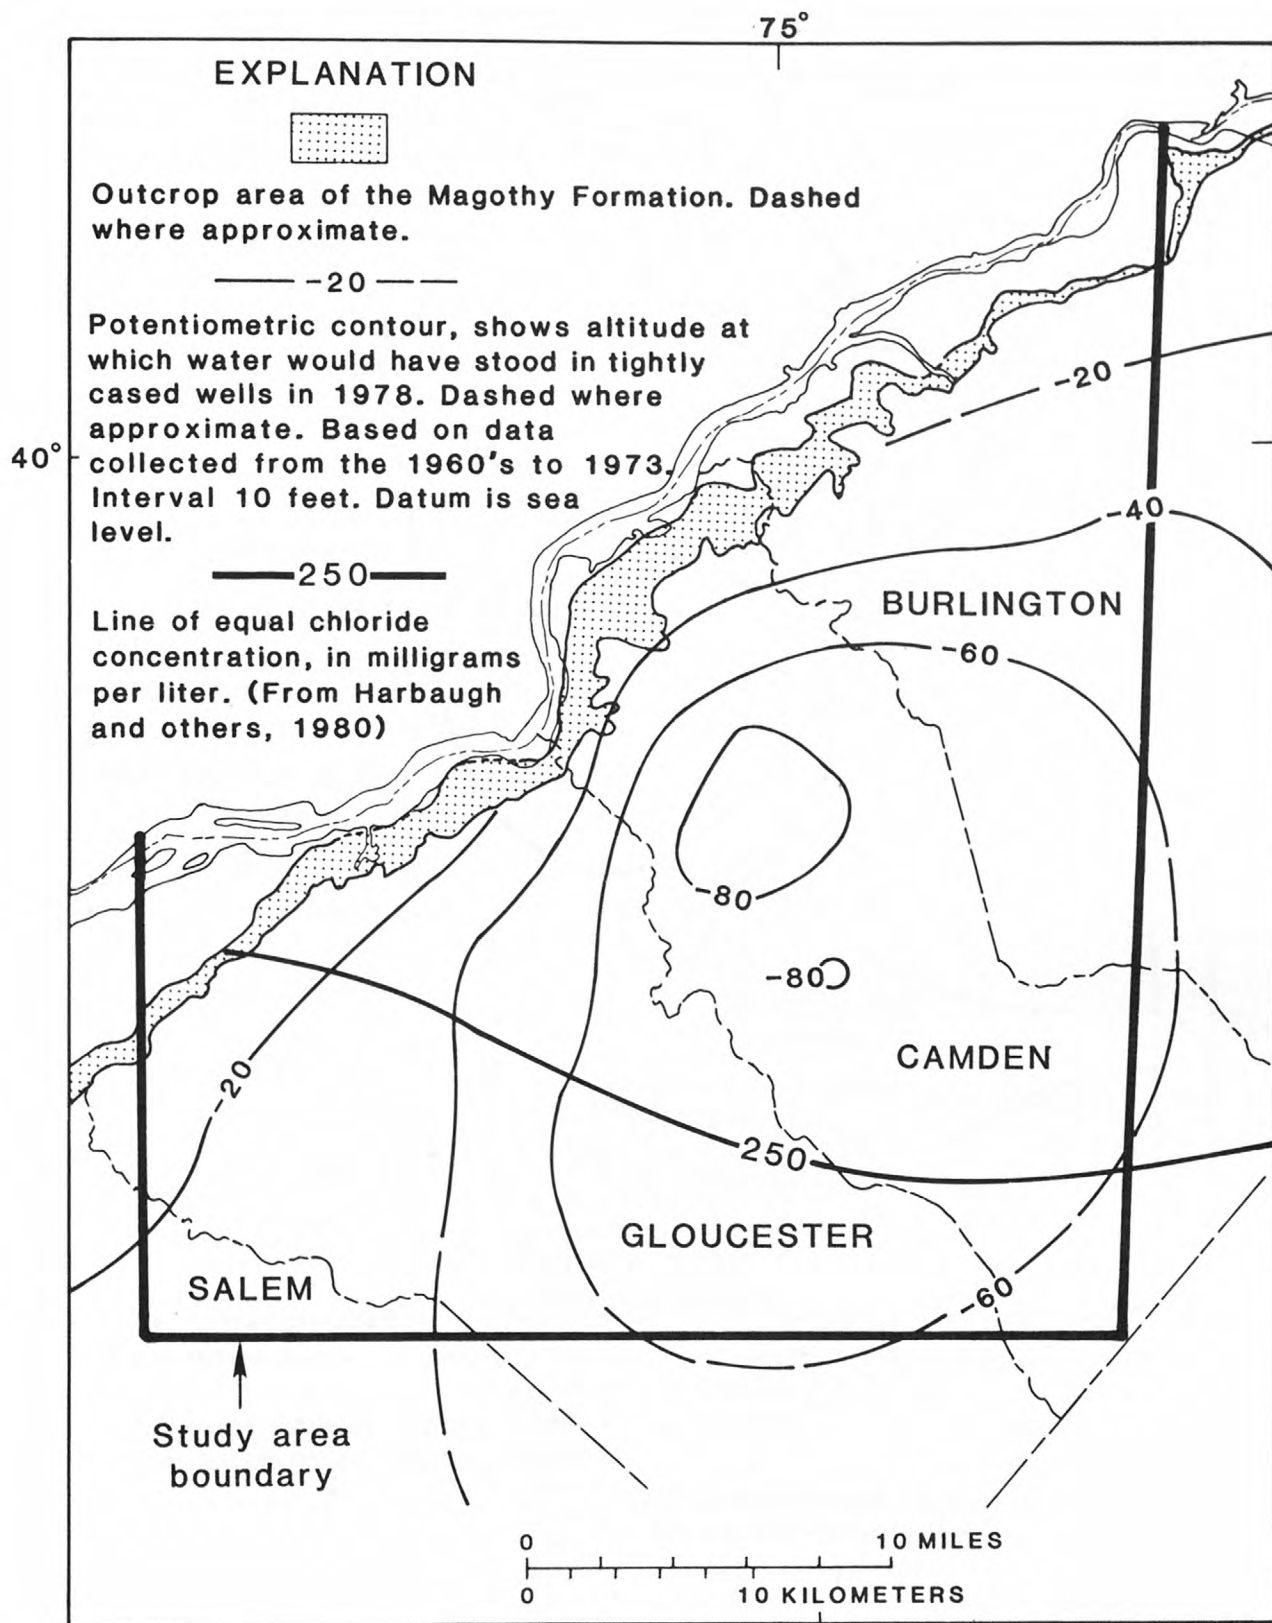 75°
EXPLANATION
Outcrop area of the Magothy Formation. Dashed
where approximate.
-20
Potentiometric contour, shows altitude at
which water would have stood in tightly
cased wells in 1978. Dashed where
approximate. Based on data
collected from the 1960's to 1973.
Interval 10 feet. Datum is sea
level.
250
Line of equal chloride
concentration, in milligrams
per liter. (From Harbaugh
and others, 1980)
40°
-20
-40
BURLINGTON
-60
-80
-80
CAMDEN
-20
250
GLOUCESTER
SALEM
-60
Study area
boundary
0 10 MILES
0 10 KILOMETERS